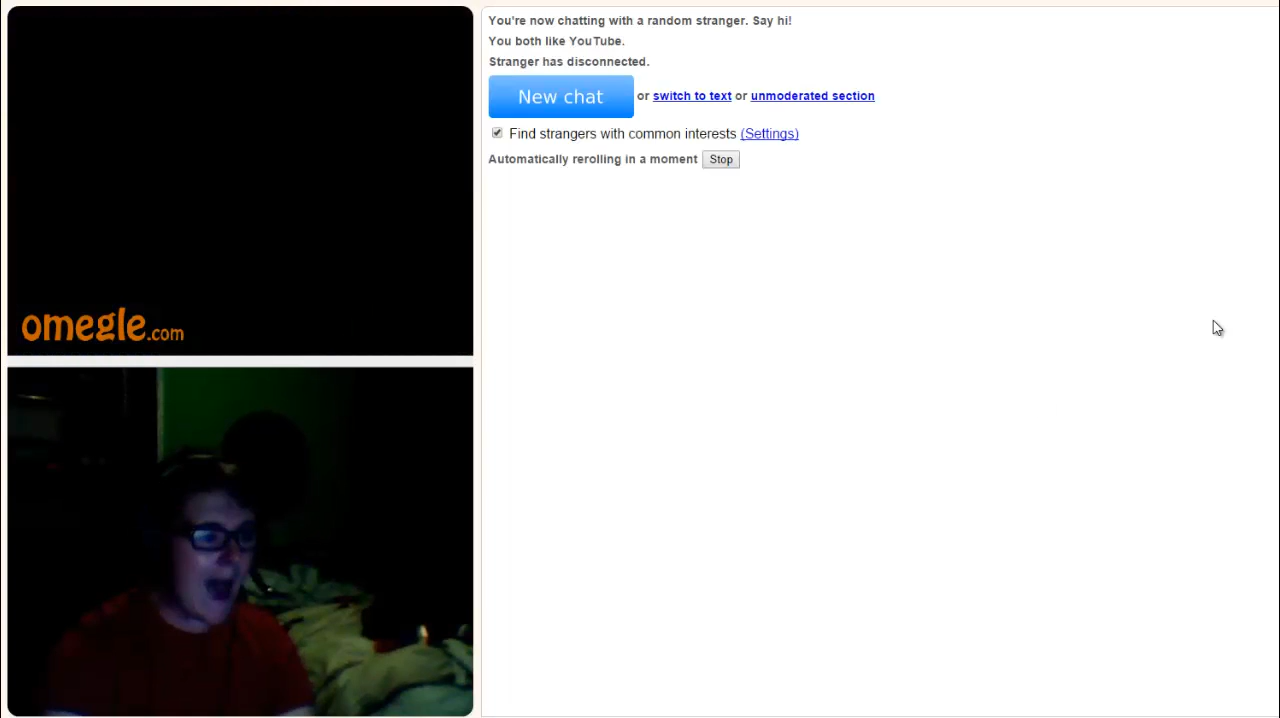 You're now chatting with a random stranger. Say hi!
You both like YouTube.
Stranger has disconnected.
New chat or switch to text or unmoderated section
Find strangers with common interests (Settings)
Automatically rerolling in a moment Stop
omegle.com